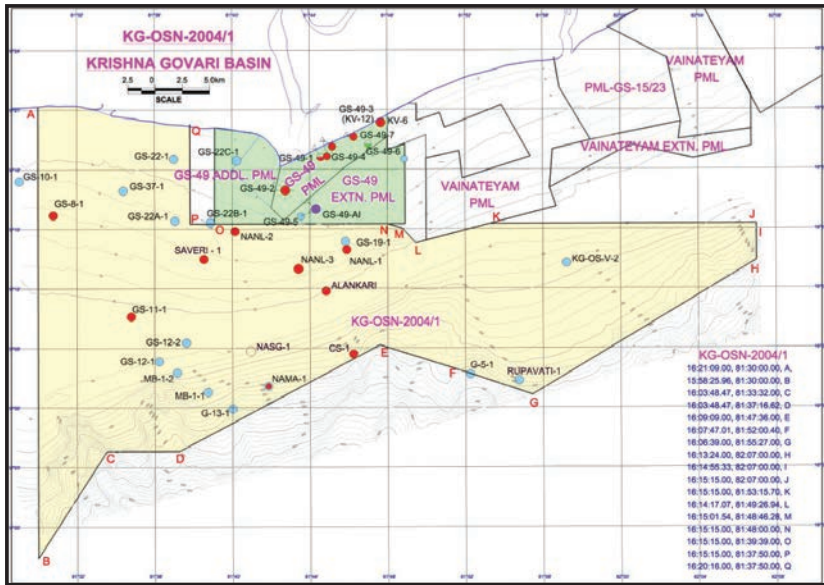 KG-OSN-2004/1
KRISHNA GOVARI BASIN
2.5 0 2.5 5.0km
SCALE
VAINATEYAM
PML
PML-GS-15/23
VAINATEYAM
PML
VAINATEYAM EXTN. PML
VAINATEYAM
PML
A
Q
GS-49-3
(KV-12)
KV-6
GS-49-7
GS-49-1
GS-49-4
GS-49-6
GS-22-1
GS-22C-1
GS-49 ADDL. PML
GS-49 PML
GS-49
EXTN. PML
GS-10-1
GS-37-1
GS-49-2
GS-8-1
GS-22A-1
GS-22B-1
GS-49-5
GS-49-AI
P
O
N
M
L
K
J
I
H
NANL-2
GS-19-1
SAVERI - 1
NANL-3
NANL-1
KG-OS-V-2
ALANKARI
GS-11-1
KG-OSN-2004/1
GS-12-2
NASG-1
CS-1
E
GS-12-1
MB-1-2
NAMA-1
F
G-5-1
RUPAVATI-1
MB-1-1
G-13-1
G
C
D
B
KG-OSN-2004/1
16:21:09.00, 81:30:00.00, A,
15:58:25.96, 81:30:00.00, B
16:03:48.47, 81:33:32.00, C
16:03:48.47, 81:37:16.62, D
16:09:09.00, 81:47:36.00, E
16:07:47.01, 81:52:00.40, F
16:06:39.00, 81:55:27.00, G
16:13:24.00, 82:07:00.00, H
16:14:55.33, 82:07:00.00, I
16:15:15.00, 82:07:00.00, J
16:15:15.00, 81:53:15.70, K
16:14:17.07, 81:49:26.94, L
16:15:01.54, 81:48:46.28, M
16:15:15.00, 81:48:00.00, N
16:15:15.00, 81:39:39.00, O
16:15:15.00, 81:37:50.00, P
16:20:16.00, 81:37:50.00, Q